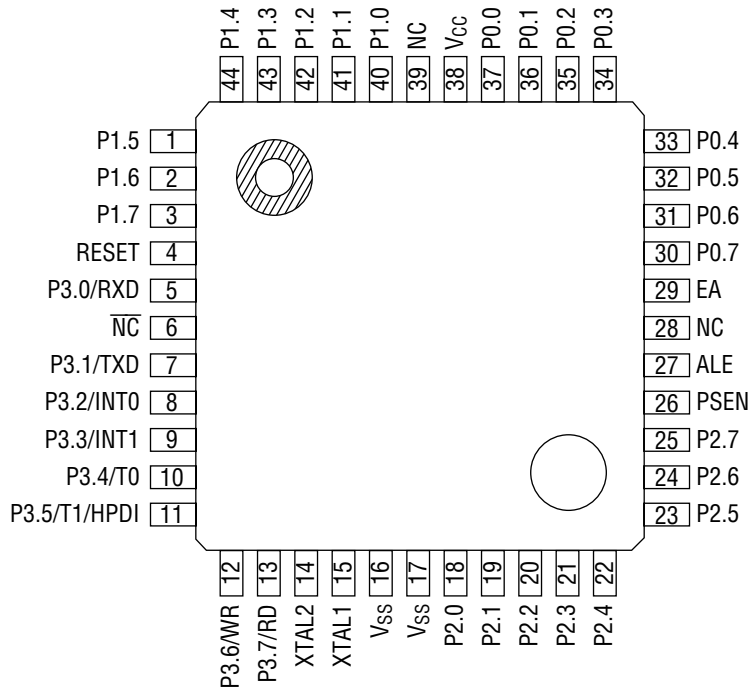 P1.4 P1.3 P1.2 P1.1 P1.0 NC VCC P0.0 P0.1 P0.2 P0.3
44 43 42 41 40 39 38 37 36 35 34
P1.5 1 33 P0.4
P1.6 2 32 P0.5
P1.7 3 31 P0.6
RESET 4 30 P0.7
P3.0/RXD 5 29 EA
N̅C̅ 6 28 NC
P3.1/TXD 7 27 ALE
P3.2/INT0 8 26 PSEN
P3.3/INT1 9 25 P2.7
P3.4/T0 10 24 P2.6
P3.5/T1/HPDI 11 23 P2.5
12 13 14 15 16 17 18 19 20 21 22
P3.6/WR P3.7/RD XTAL2 XTAL1 VSS VSS P2.0 P2.1 P2.2 P2.3 P2.4